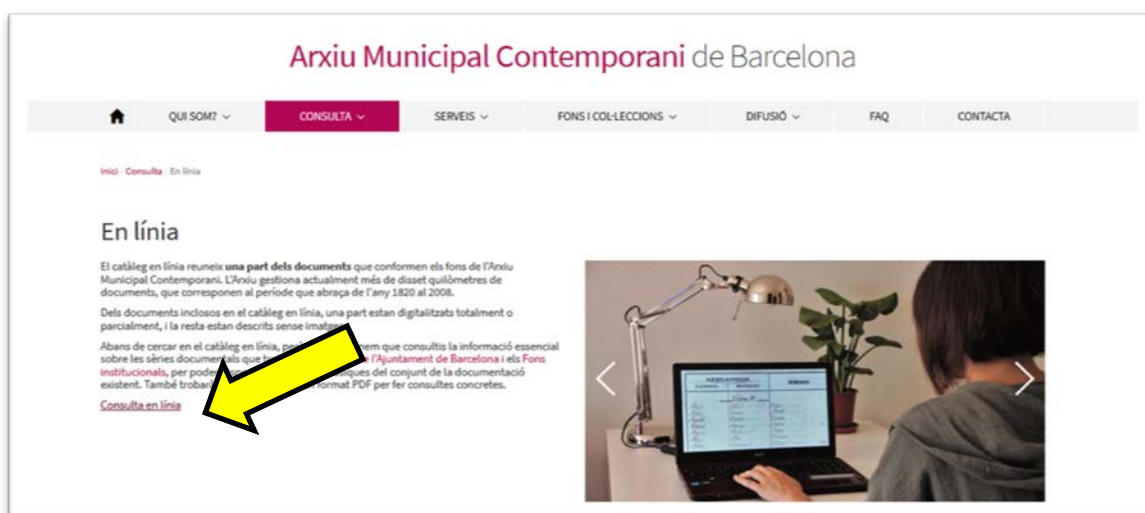 Arxiu Municipal Contemporani de Barcelona
QUI SOM?
CONSULTA
SERVEIS
FONS I COL·LECCIONS
DIFUSIÓ
FAQ
CONTACTA
Inici Consulta En línia
En línia
El catàleg en línia reuneix una part dels documents que conformen els fons de l'Arxiu
Municipal Contemporani. L'Arxiu gestiona actualment més de disset quilòmetres de
documents, que corresponen al període que abraça de l'any 1820 al 2008.
Dels documents inclosos en el catàleg en línia, una part estan digitalitzats totalment o
parcialment, i la resta estan descrits sense
Abans de cercar en el catàleg en línia, que consultis la informació essencial
sobre les sèries documentals que l'Ajuntament de Barcelona i els Fons
institucionals, per poder del conjunt de la documentació
existent. També format PDF per fer consultes concretes.
Consulta en línia